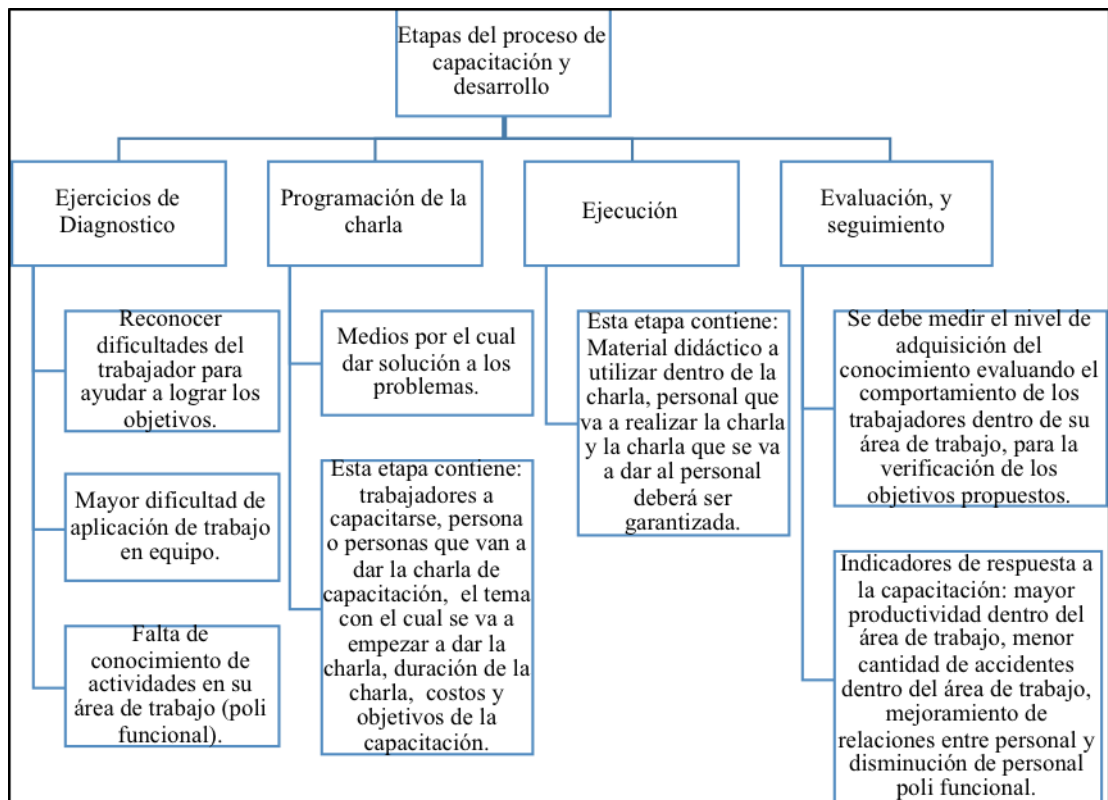 Etapas del proceso de
capacitación y
desarrollo
Ejercicios de
Diagnostico
Reconocer
dificultades del
trabajador para
ayudar a lograr los
objetivos.
Mayor dificultad de
aplicación de trabajo
en equipo.
Falta de
conocimiento de
actividades en su
área de trabajo (poli
funcional).
Programación de la
charla
Medios por el cual
dar solución a los
problemas.
Esta etapa contiene:
trabajadores a
capacitarse, persona
o personas que van a
dar la charla de
capacitación, el tema
con el cual se va a
empezar a dar la
charla, duración de la
charla, costos y
objetivos de la
capacitación.
Ejecución
Esta etapa contiene:
Material didáctico a
utilizar dentro de la
charla, personal que
va a realizar la charla
y la charla que se va
a dar al personal
deberá ser
garantizada.
Evaluación, y
seguimiento
Se debe medir el nivel de
adquisición del
conocimiento evaluando el
comportamiento de los
trabajadores dentro de su
área de trabajo, para la
verificación de los
objetivos propuestos.
Indicadores de respuesta a
la capacitación: mayor
productividad dentro del
área de trabajo, menor
cantidad de accidentes
dentro del área de trabajo,
mejoramiento de
relaciones entre personal y
disminución de personal
poli funcional.